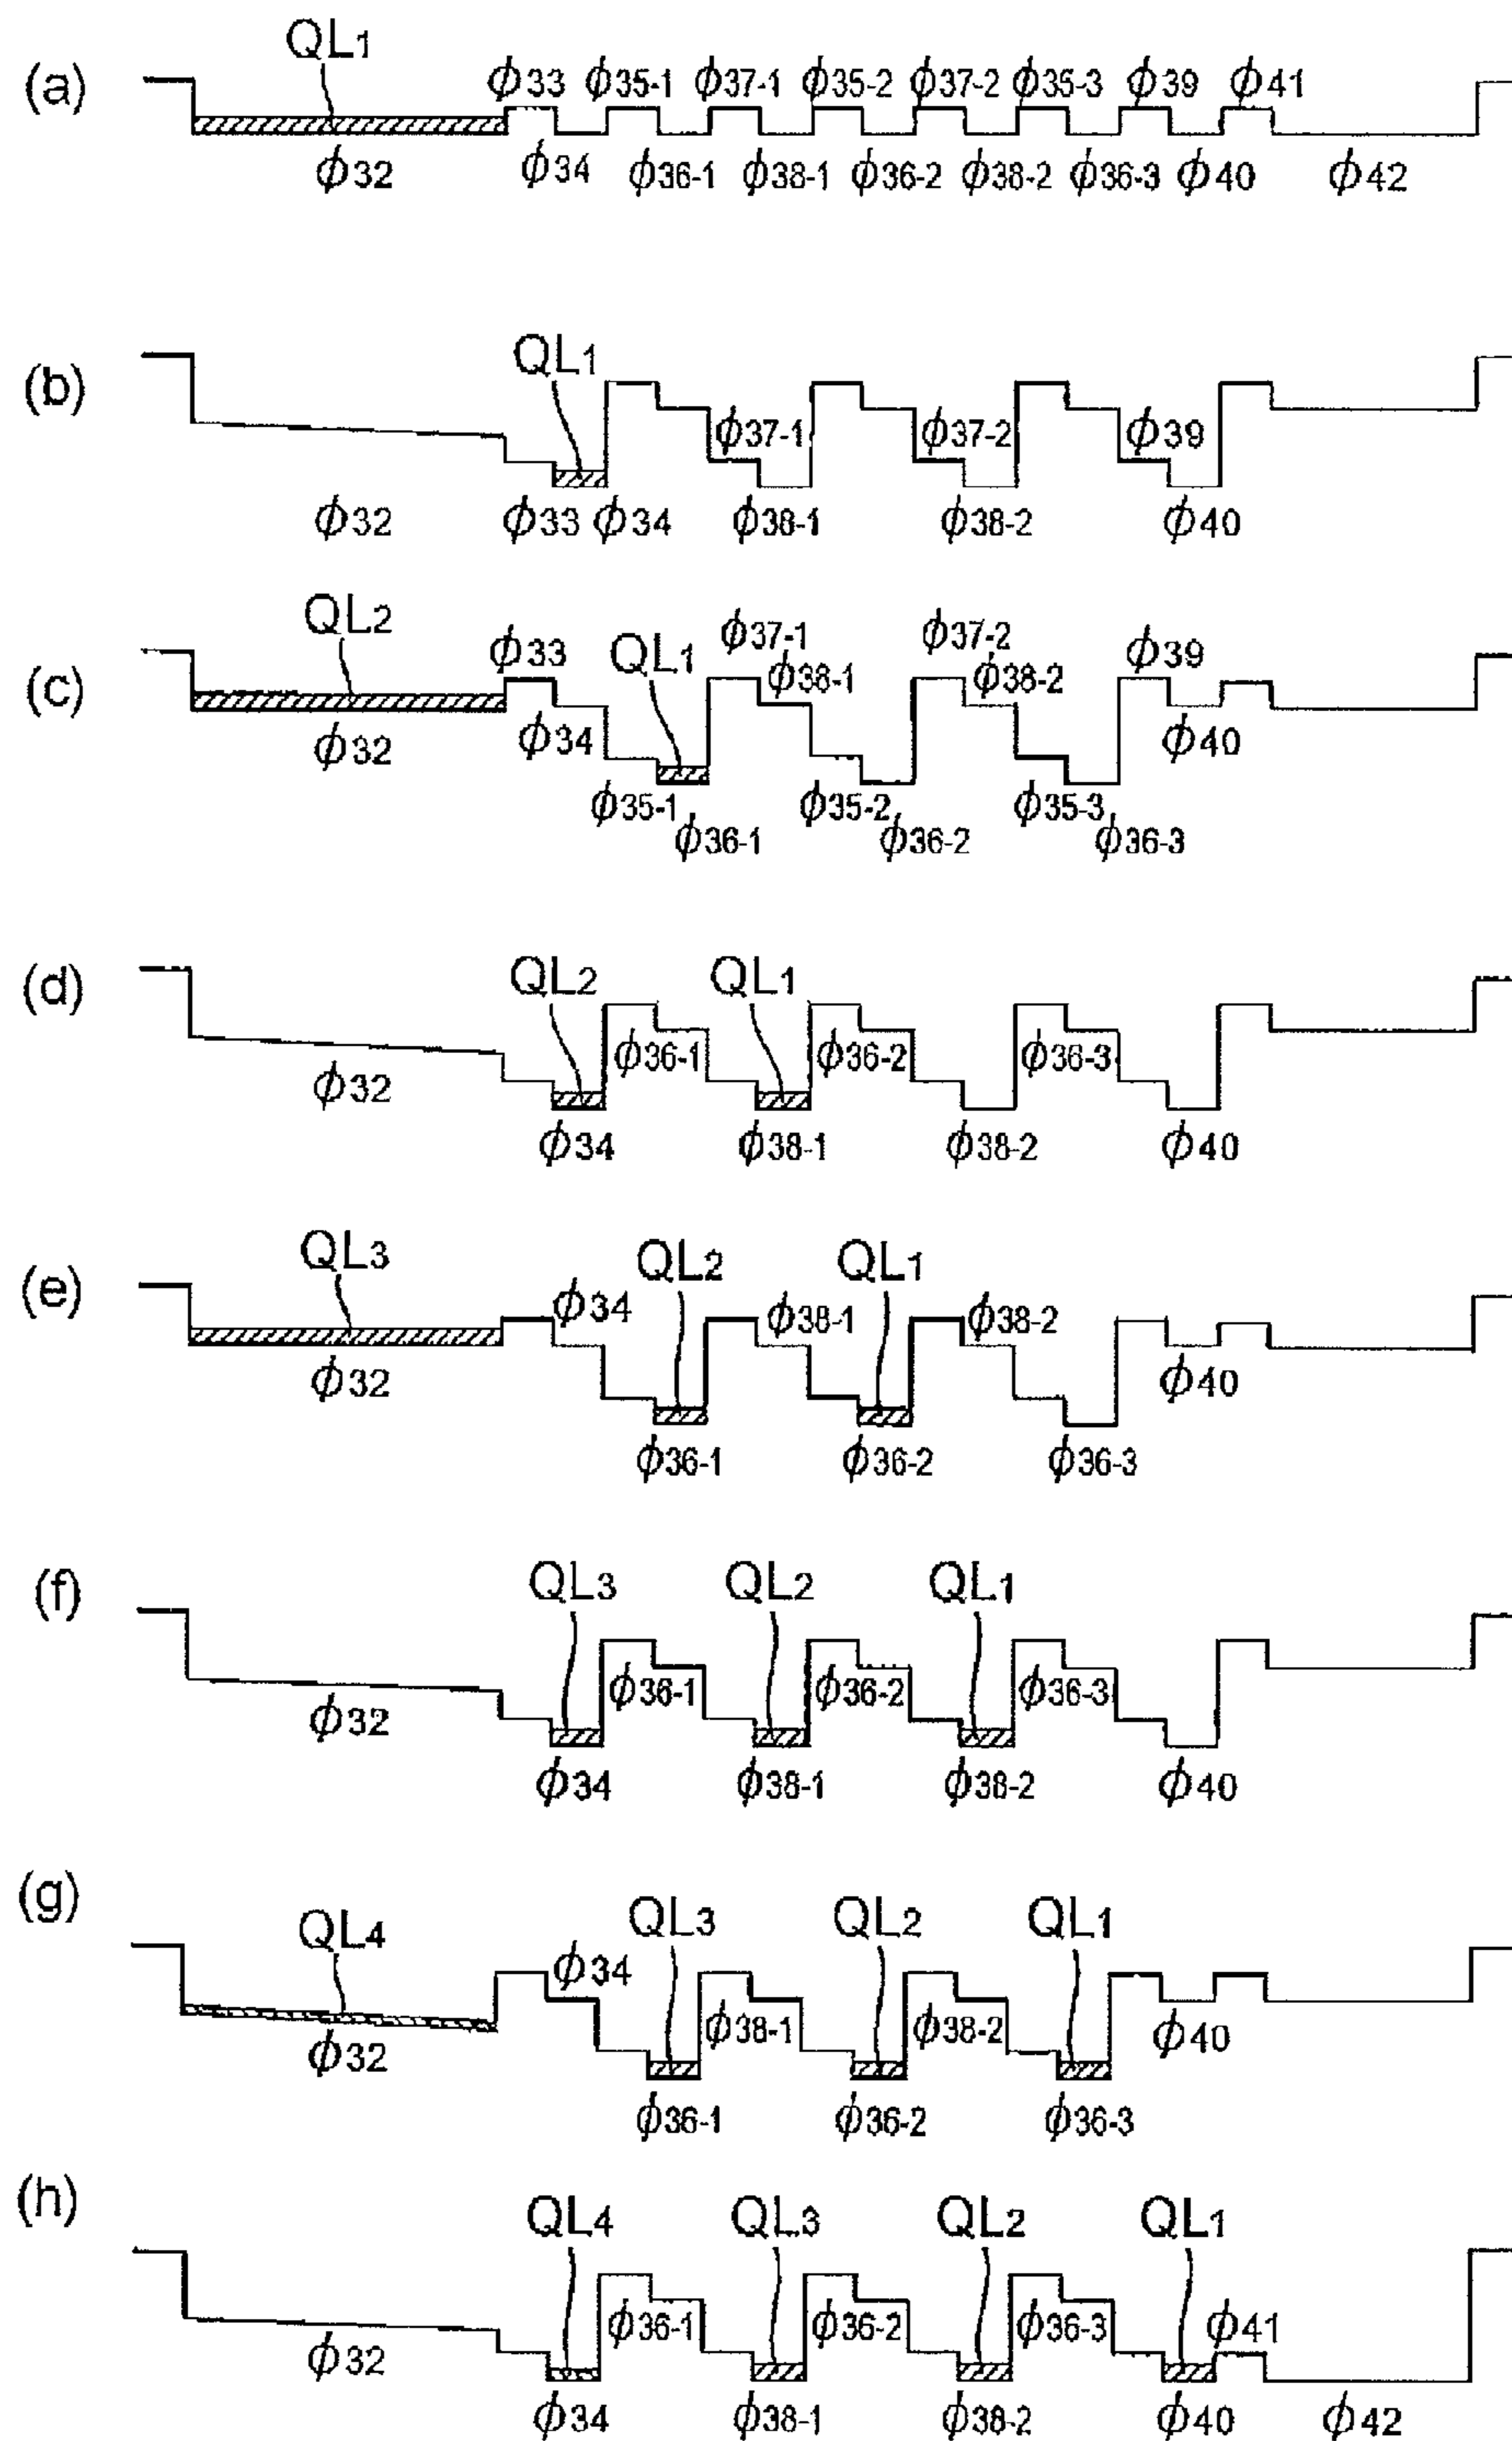 QL1
(a) ϕ33 ϕ35-1 ϕ37-1 ϕ35-2 ϕ37-2 ϕ35-3 ϕ39 ϕ41
ϕ32 ϕ34 ϕ36-1 ϕ38-1 ϕ36-2 ϕ38-2 ϕ36-3 ϕ40 ϕ42
QL1
(b) ϕ37-1 ϕ37-2 ϕ39
ϕ32 ϕ33 ϕ34 ϕ38-1 ϕ38-2 ϕ40
QL2 ϕ37-1 ϕ37-2
(c) ϕ33 QL1 ϕ38-1 ϕ38-2 ϕ39
ϕ32 ϕ34 ϕ40
ϕ35-1 ϕ35-2 ϕ35-3
ϕ36-1 ϕ36-2 ϕ36-3
(d) QL2 QL1
ϕ32 ϕ36-1 ϕ36-2 ϕ36-3
ϕ34 ϕ38-1 ϕ38-2 ϕ40
QL3 QL2 QL1
(e) ϕ34 ϕ38-1 ϕ38-2
ϕ32 ϕ40
ϕ36-1 ϕ36-2 ϕ36-3
(f) QL3 QL2 QL1
ϕ32 ϕ36-1 ϕ36-2 ϕ36-3
ϕ34 ϕ38-1 ϕ38-2 ϕ40
(g) QL4 QL3 QL2 QL1
ϕ34
ϕ32 ϕ38-1 ϕ38-2 ϕ40
ϕ36-1 ϕ36-2 ϕ36-3
(h) QL4 QL3 QL2 QL1
ϕ32 ϕ36-1 ϕ36-2 ϕ36-3 ϕ41
ϕ34 ϕ38-1 ϕ38-2 ϕ40 ϕ42